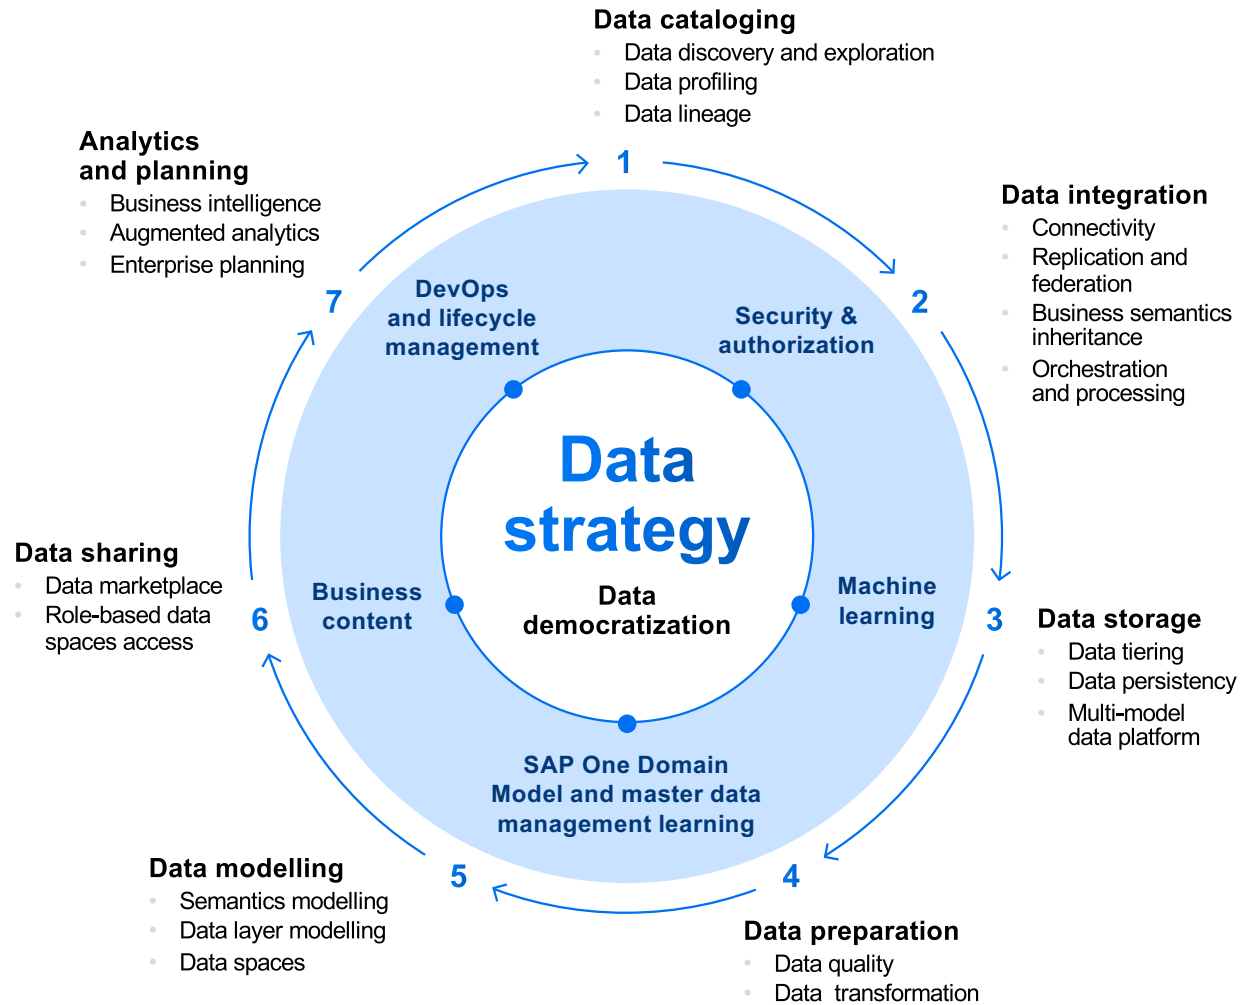 Data cataloging
Data discovery and exploration
Data profiling
Data lineage
1
Data integration
Connectivity
Replication and
federation
Business semantics
inheritance
Orchestration
and processing
2
3
Data storage
Data tiering
Data persistency
Multi-model
data platform
4
Data preparation
Data quality
Data transformation
5
Data modelling
Semantics modelling
Data layer modelling
Data spaces
6
Data sharing
Data marketplace
Role-based data
spaces access
7
Analytics
and planning
Business intelligence
Augmented analytics
Enterprise planning
DevOps
and lifecycle
management
Security &
authorization
Machine
learning
SAP One Domain
Model and master data
management learning
Business
content
Data
strategy
Data
democratization